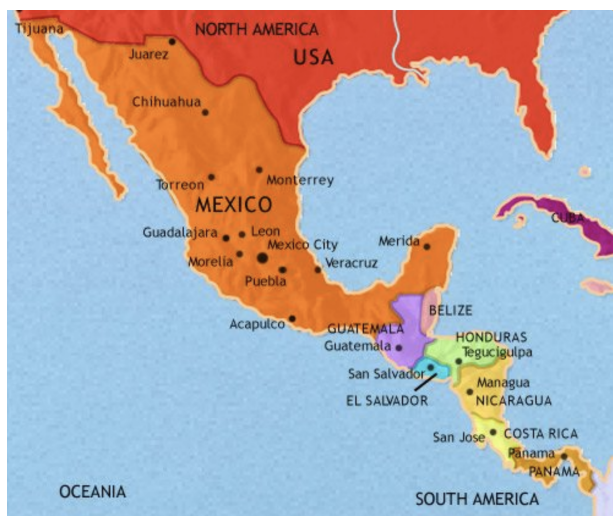 Tijuana
NORTH AMERICA
Juarez
USA
Chihuahua
Torreon
Monterrey
MEXICO
CUBA
Guadalajara
Leon
Mexico City
Merida
Morelia
Veracruz
Puebla
BELIZE
Acapulco
GUATEMALA
HONDURAS
Guatemala
Tegucigulpa
San Salvador
Managua
EL SALVADOR
NICARAGUA
San Jose
COSTA RICA
Panama
PANAMA
OCEANIA
SOUTH AMERICA